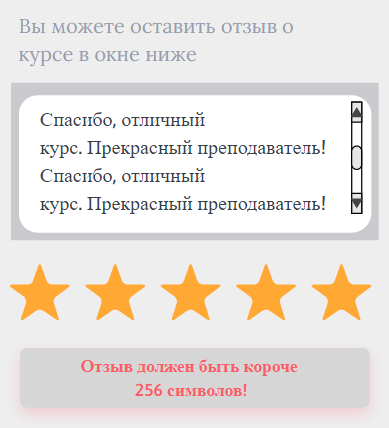 Вы можете оставить отзыв о
курсе в окне ниже
Спасибо, отличный
курс. Прекрасный преподаватель!
Спасибо, отличный
курс. Прекрасный преподаватель!
Отзыв должен быть короче
256 символов!